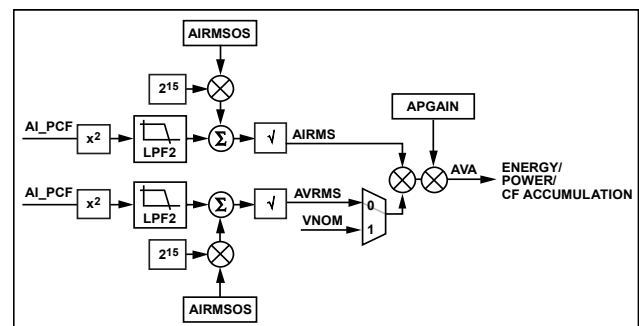 AIRMSOS
2¹⁵
APGAIN
AI_PCF
x²
LPF2
Σ
√
AIRMS
AVA
ENERGY/
POWER/
CF ACCUMULATION
AI_PCF
x²
LPF2
Σ
√
AVRMS
VNOM
0
1
2¹⁵
AIRMSOS